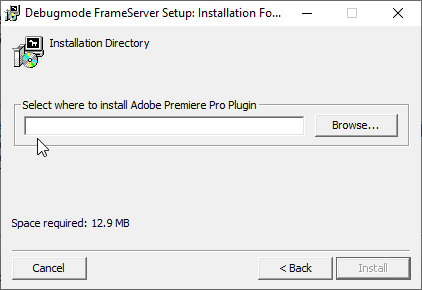 Debugmode FrameServer Setup: Installation Fo...
Installation Directory
Select where to install Adobe Premiere Pro Plugin
Browse...
Space required: 12.9 MB
Cancel
< Back
Install